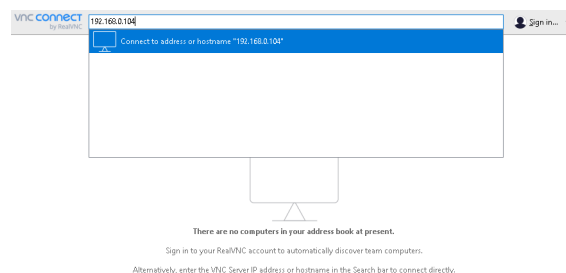 vnc connect
by RealVNC
192.168.0.104
Sign in...
Connect to address or hostname "192.168.0.104"
There are no computers in your address book at present.
Sign in to your RealVNC account to automatically discover team computers.
Alternatively, enter the VNC Server IP address or hostname in the Search bar to connect directly.